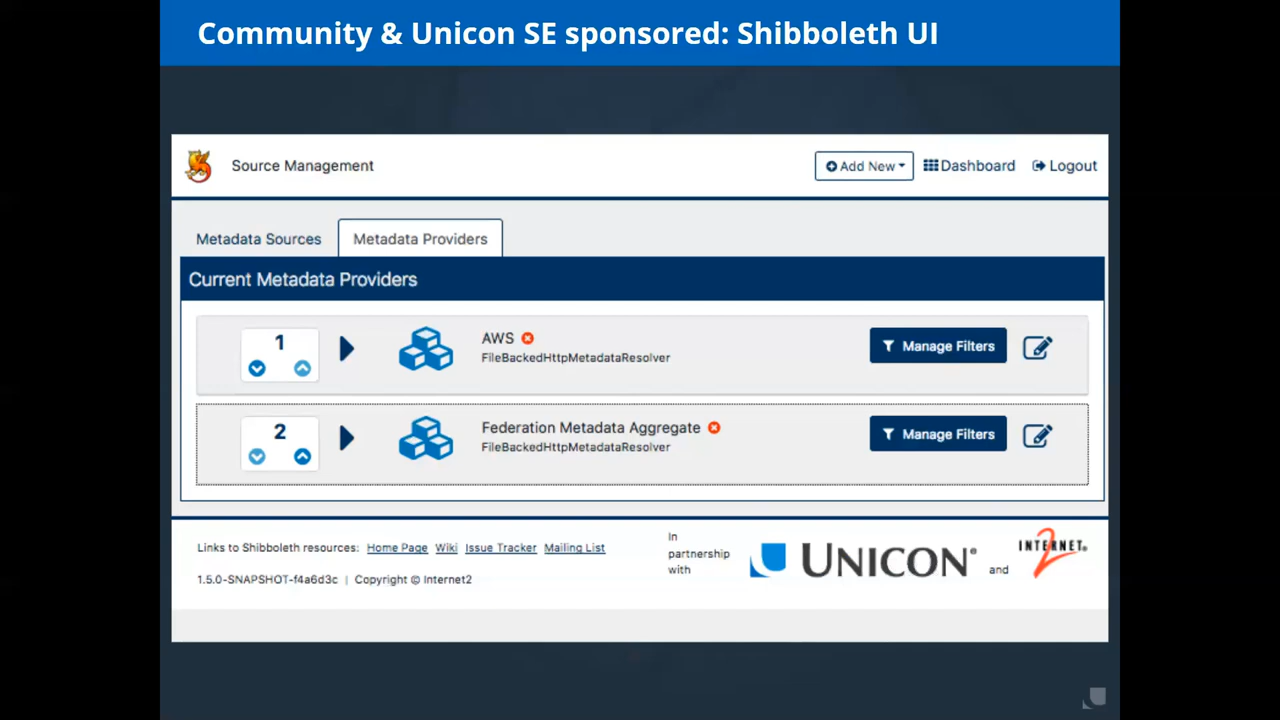 Community & Unicon SE sponsored: Shibboleth UI
Source Management
Add New
Dashboard
Logout
Metadata Sources
Metadata Providers
Current Metadata Providers
1
AWS
FileBackedHttpMetadataResolver
Manage Filters
2
Federation Metadata Aggregate
FileBackedHttpMetadataResolver
Manage Filters
Links to Shibboleth resources: Home Page Wiki Issue Tracker Mailing List
1.5.0-SNAPSHOT-f4a6d3c | Copyright © Internet2
In
partnership
with
UNICON®
and
INTERNET®
2